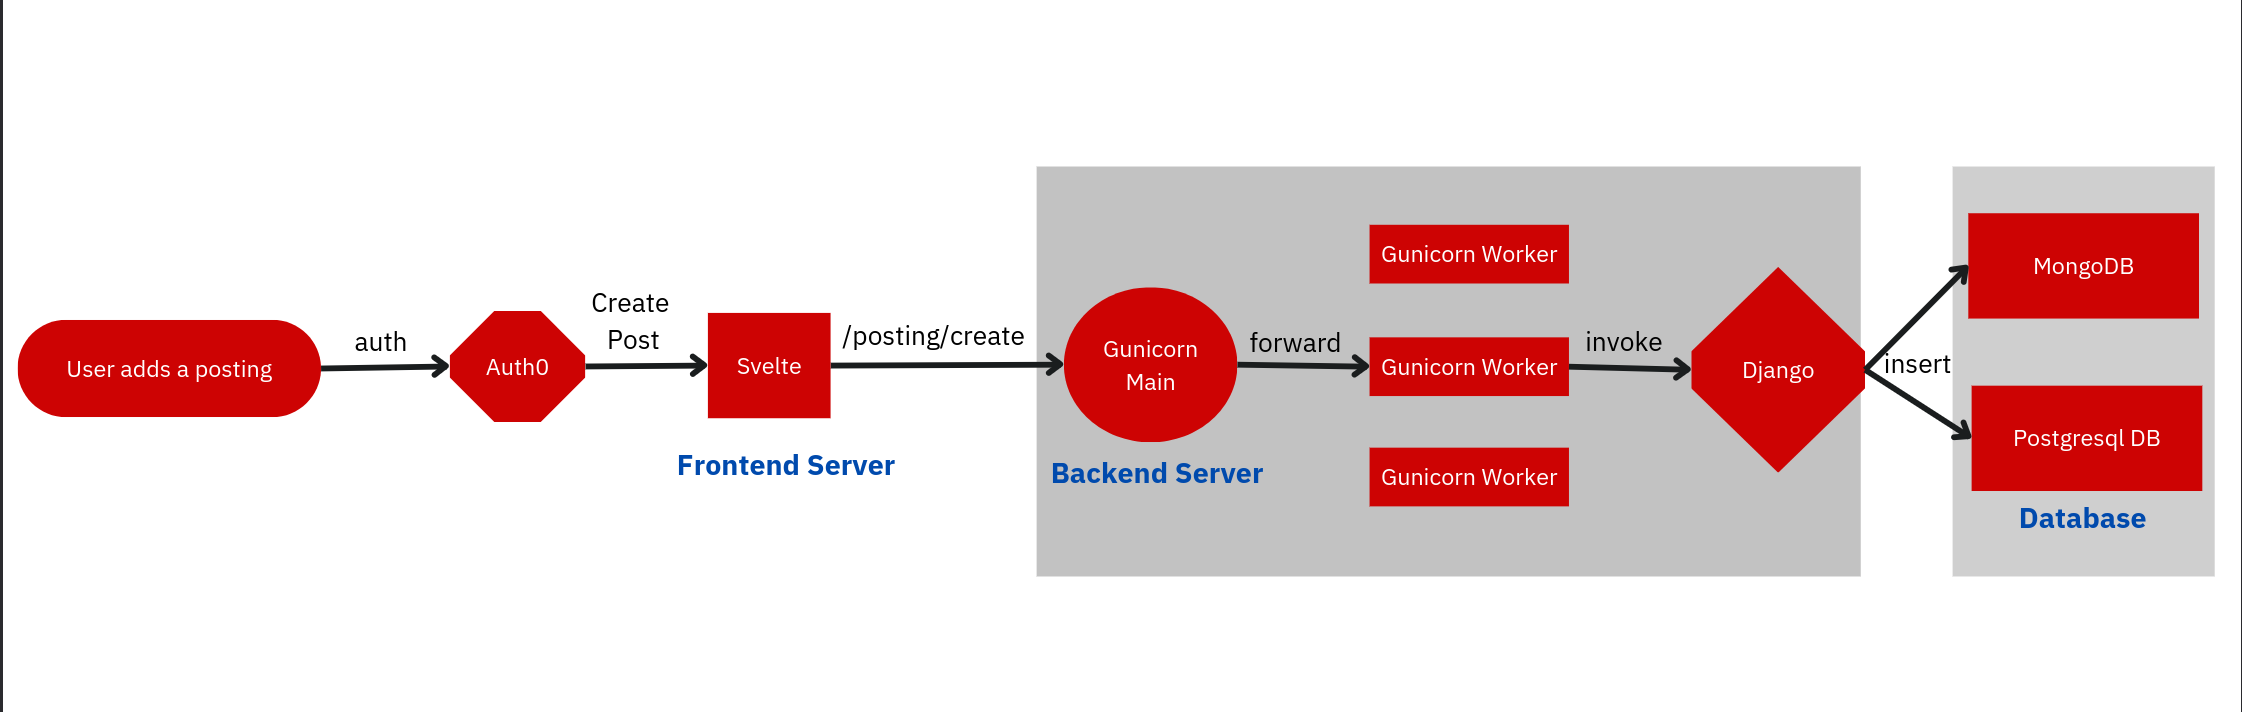 User adds a posting
auth
Auth0
Create
Post
Svelte
Frontend Server
/posting/create
Gunicorn
Main
Backend Server
forward
Gunicorn Worker
Gunicorn Worker
Gunicorn Worker
invoke
Django
insert
MongoDB
Postgresql DB
Database